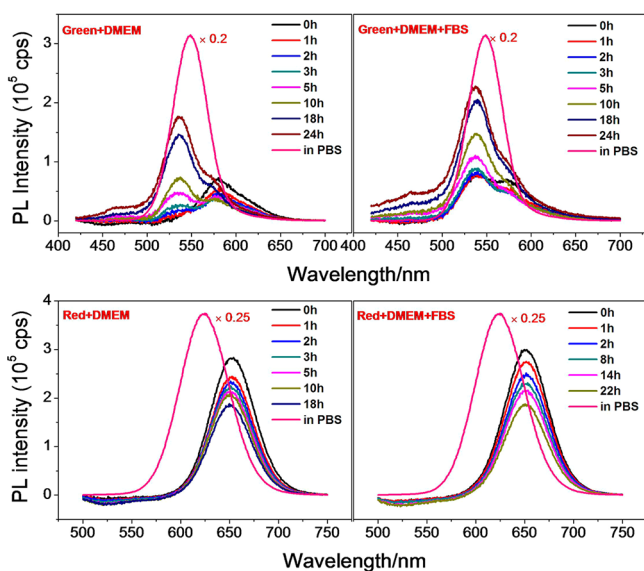 PL Intensity (10⁵ cps)
3
2
1
0
Green+DMEM
× 0.2
0h
1h
2h
3h
5h
10h
18h
24h
in PBS
400 450 500 550 600 650 700
Green+DMEM+FBS
× 0.2
0h
1h
2h
3h
5h
10h
18h
24h
in PBS
400 450 500 550 600 650 700
Wavelength/nm
PL intensity (10⁵ cps)
4
3
2
1
0
Red+DMEM
× 0.25
0h
1h
2h
3h
5h
10h
18h
in PBS
500 550 600 650 700 750
Red+DMEM+FBS
× 0.25
0h
1h
2h
8h
14h
22h
in PBS
500 550 600 650 700 750
Wavelength/nm